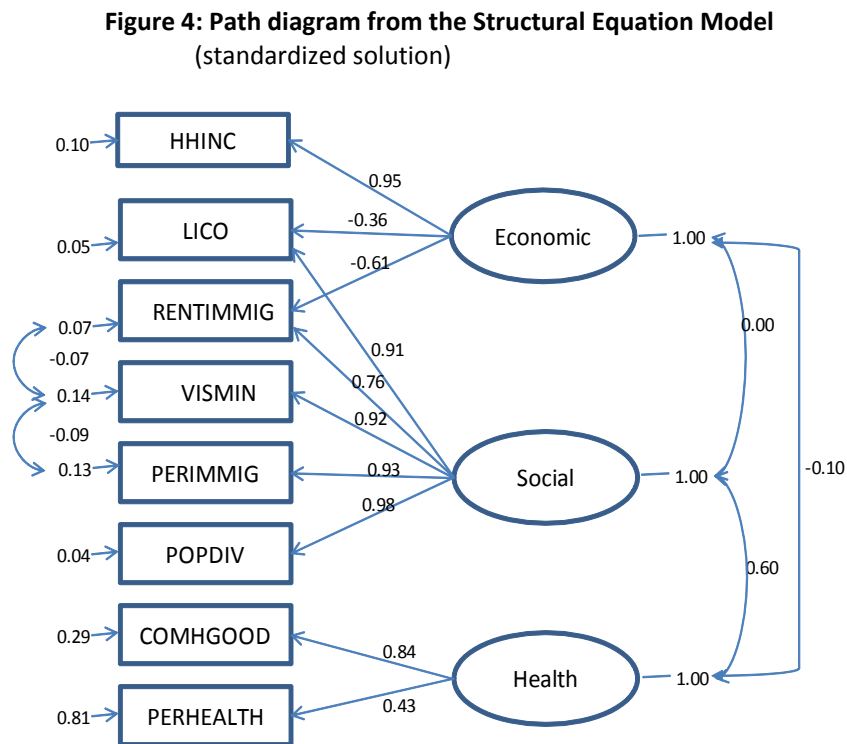 Figure 4: Path diagram from the Structural Equation Model
(standardized solution)
0.10
HHINC
0.95
LICO
-0.36
Economic
1.00
0.05
-0.61
RENTIMMIG
0.07
0.00
-0.07
0.91
VISMIN
0.76
0.14
0.92
-0.09
PERIMMIG
0.93
Social
1.00
-0.10
0.13
0.98
POPDIV
0.04
0.60
COMHGOOD
0.29
0.84
Health
1.00
0.43
PERHEALTH
0.81